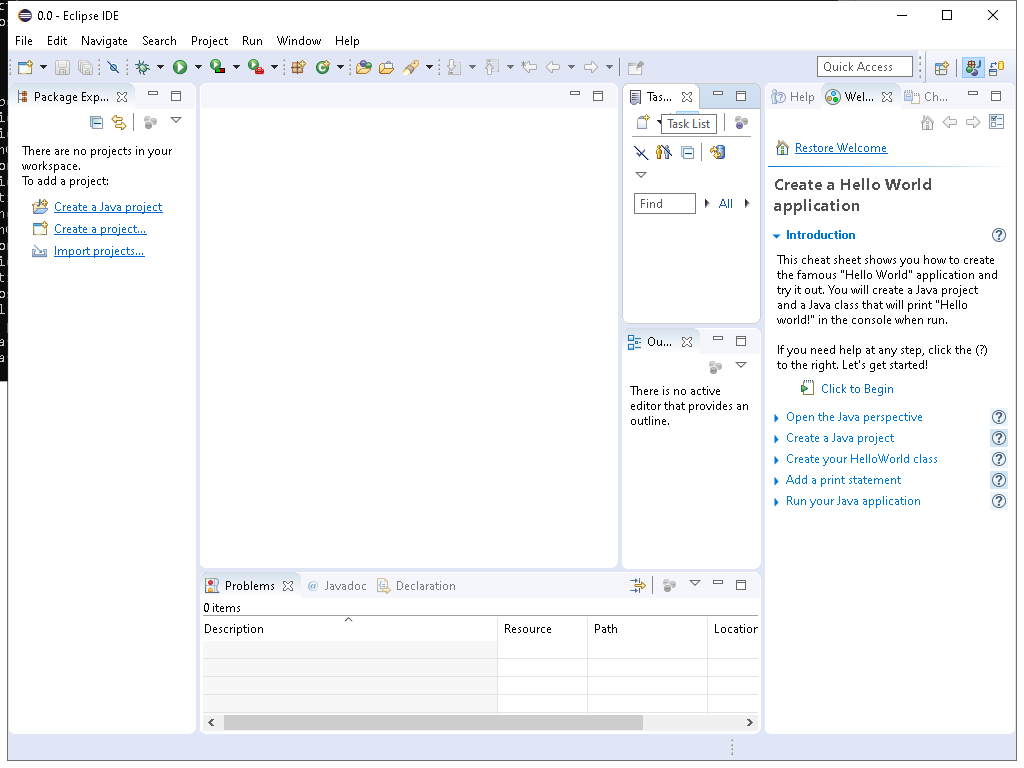 0.0 - Eclipse IDE
File Edit Navigate Search Project Run Window Help
Quick Access
Package Exp...
There are no projects in your
workspace.
To add a project:
Create a Java project
Create a project...
Import projects...
Tas...
Task List
Find
All
Ou...
There is no active
editor that provides an
outline.
Help Wel... Ch...
Restore Welcome
Create a Hello World
application
Introduction
This cheat sheet shows you how to create
the famous "Hello World" application and
try it out. You will create a Java project
and a Java class that will print "Hello
world!" in the console when run.
If you need help at any step, click the (?)
to the right. Let's get started!
Click to Begin
Open the Java perspective
Create a Java project
Create your HelloWorld class
Add a print statement
Run your Java application
Problems @ Javadoc Declaration
0 items
Description Resource Path Location